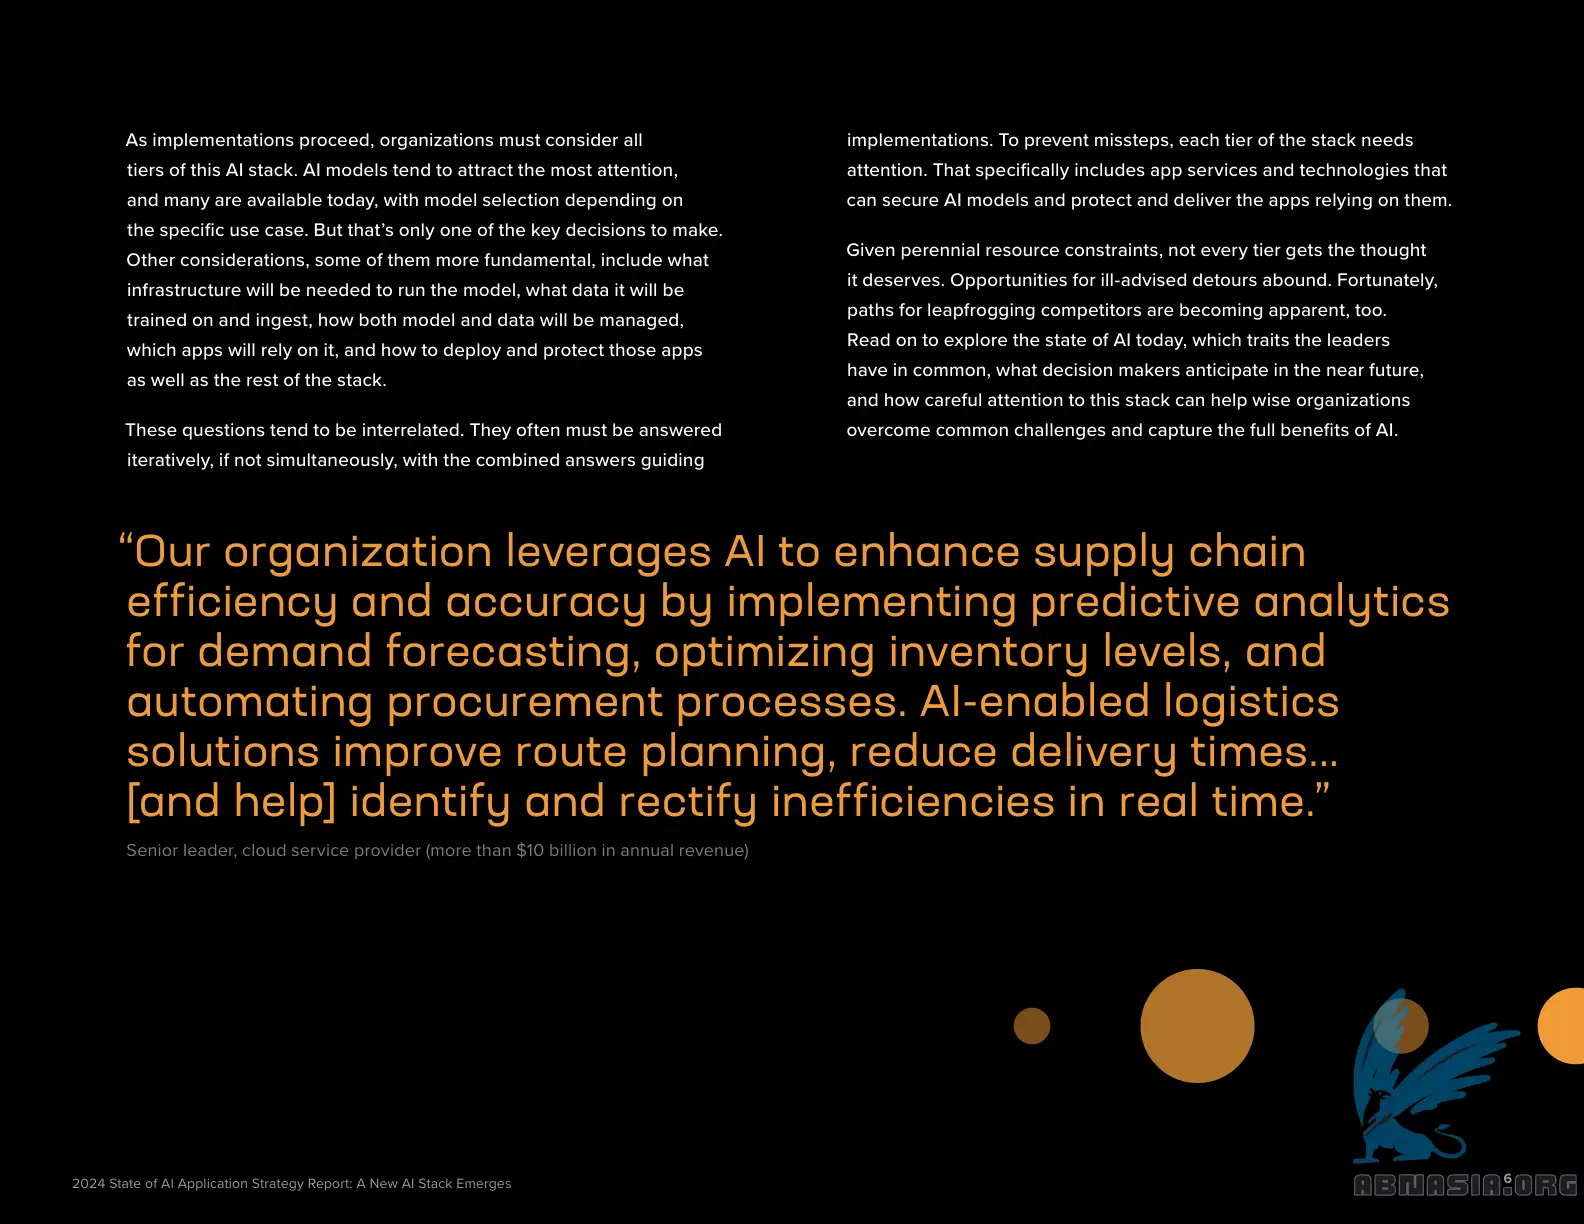 As implementations proceed, organizations must consider all
tiers of this AI stack. AI models tend to attract the most attention,
and many are available today, with model selection depending on
the specific use case. But that’s only one of the key decisions to make.
Other considerations, some of them more fundamental, include what
infrastructure will be needed to run the model, what data it will be
trained on and ingest, how both model and data will be managed,
which apps will rely on it, and how to deploy and protect those apps
as well as the rest of the stack.
These questions tend to be interrelated. They often must be answered
iteratively, if not simultaneously, with the combined answers guiding
implementations. To prevent missteps, each tier of the stack needs
attention. That specifically includes app services and technologies that
can secure AI models and protect and deliver the apps relying on them.
Given perennial resource constraints, not every tier gets the thought
it deserves. Opportunities for ill-advised detours abound. Fortunately,
paths for leapfrogging competitors are becoming apparent, too.
Read on to explore the state of AI today, which traits the leaders
have in common, what decision makers anticipate in the near future,
and how careful attention to this stack can help wise organizations
overcome common challenges and capture the full benefits of AI.
“Our organization leverages AI to enhance supply chain
efficiency and accuracy by implementing predictive analytics
for demand forecasting, optimizing inventory levels, and
automating procurement processes. AI-enabled logistics
solutions improve route planning, reduce delivery times...
[and help] identify and rectify inefficiencies in real time.”
Senior leader, cloud service provider (more than $10 billion in annual revenue)
2024 State of AI Application Strategy Report: A New AI Stack Emerges
6
ABNASIA.ORG